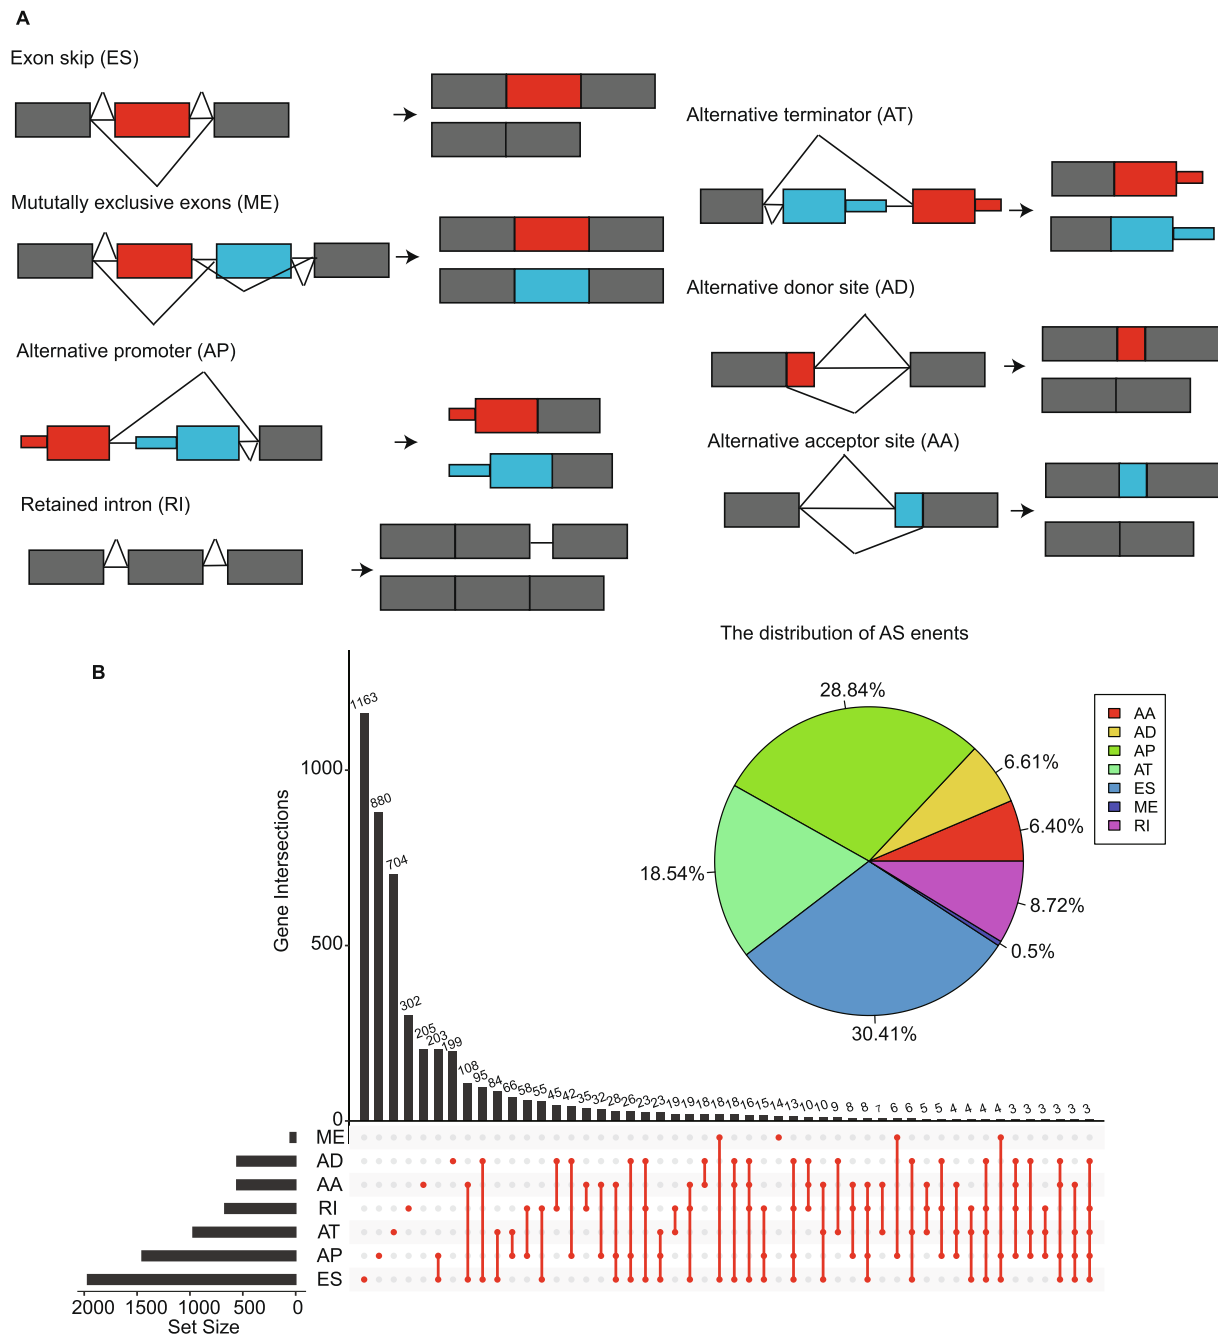 A
Exon skip (ES)
Mututally exclusive exons (ME)
Alternative promoter (AP)
Retained intron (RI)
Alternative terminator (AT)
Alternative donor site (AD)
Alternative acceptor site (AA)
B
The distribution of AS enents
28.84%
6.61%
6.40%
18.54%
8.72%
0.5%
30.41%
AA
AD
AP
AT
ES
ME
RI
Gene Intersections
1000
500
0
1163
880
704
302
205
203
199
108
95
84
66
58
55
45
42
35
32
28
26
23
23
19
19
18
18
18
16
15
14
13
10
10
9
8
8
7
6
6
5
5
4
4
4
4
3
3
3
3
3
3
ME
AD
AA
RI
AT
AP
ES
2000 1500 1000 500 0
Set Size